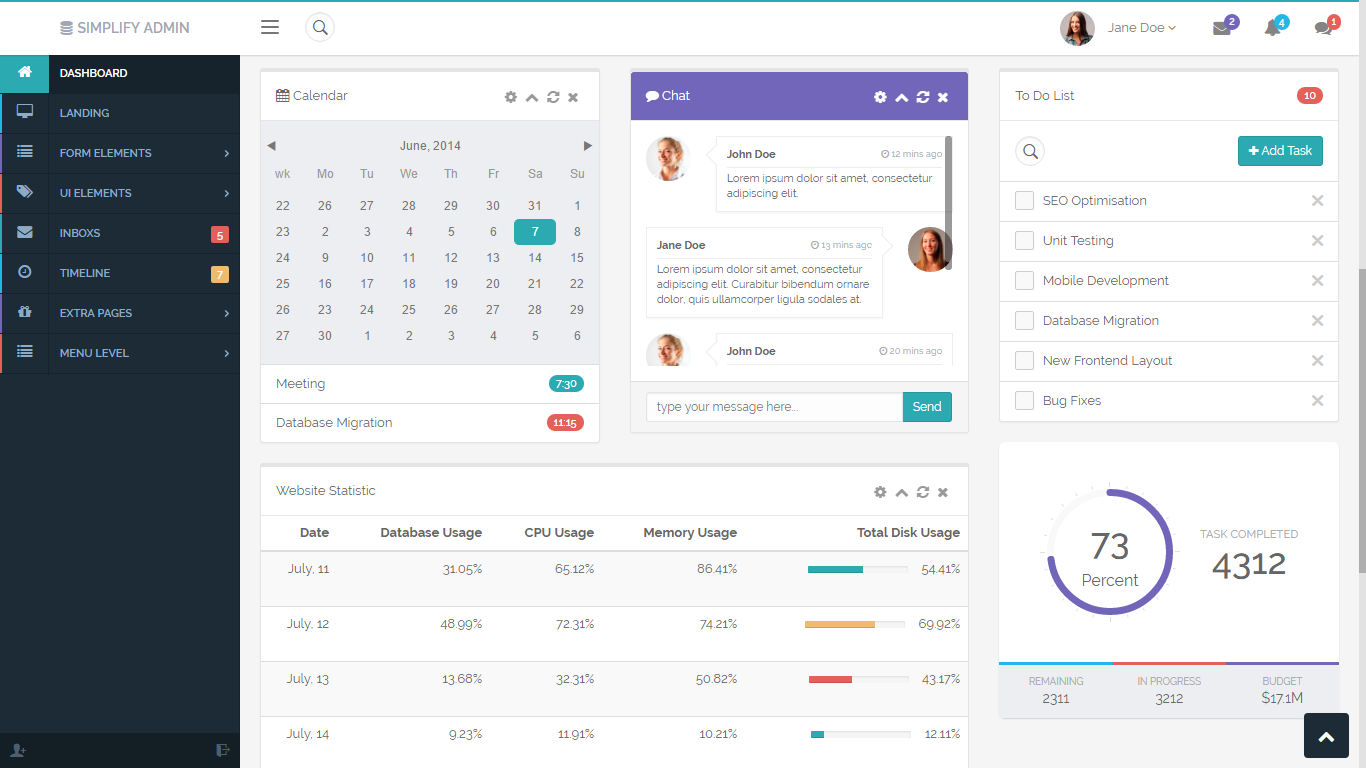 SIMPLIFY ADMIN
Jane Doe
2
4
1
DASHBOARD
LANDING
FORM ELEMENTS
UI ELEMENTS
INBOXS 5
TIMELINE 7
EXTRA PAGES
MENU LEVEL
Calendar
June, 2014
wk Mo Tu We Th Fr Sa Su
22 26 27 28 29 30 31 1
23 2 3 4 5 6 7 8
24 9 10 11 12 13 14 15
25 16 17 18 19 20 21 22
26 23 24 25 26 27 28 29
27 30 1 2 3 4 5 6
Meeting 7:30
Database Migration 11:15
Chat
John Doe 12 mins ago
Lorem ipsum dolor sit amet, consectetur
adipiscing elit.
Jane Doe 13 mins ago
Lorem ipsum dolor sit amet, consectetur
adipiscing elit. Curabitur bibendum ornare
dolor, quis ullamcorper ligula sodales at.
John Doe 20 mins ago
type your message here...
Send
To Do List 10
Add Task
SEO Optimisation
Unit Testing
Mobile Development
Database Migration
New Frontend Layout
Bug Fixes
Website Statistic
Date Database Usage CPU Usage Memory Usage Total Disk Usage
July, 11 31.05% 65.12% 86.41% 54.41%
July, 12 48.99% 72.31% 74.21% 69.92%
July, 13 13.68% 32.31% 50.82% 43.17%
July, 14 9.23% 11.91% 10.21% 12.11%
73
Percent
TASK COMPLETED
4312
REMAINING
2311
IN PROGRESS
3212
BUDGET
$17.1M